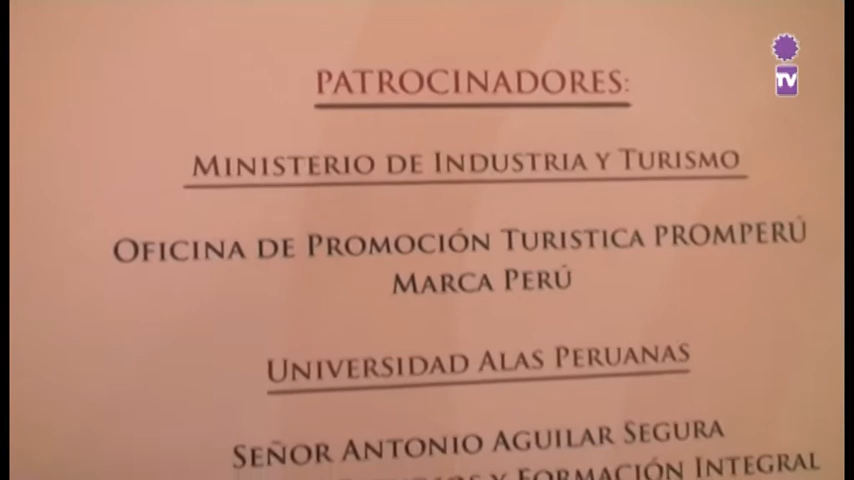 PATROCINADORES:
TV
MINISTERIO DE INDUSTRIA Y TURISMO
OFICINA DE PROMOCIÓN TURISTICA PROMPERÚ
MARCA PERÚ
UNIVERSIDAD ALAS PERUANAS
SEÑOR ANTONIO AGUILAR SEGURA
Y FORMACIÓN INTEGRAL